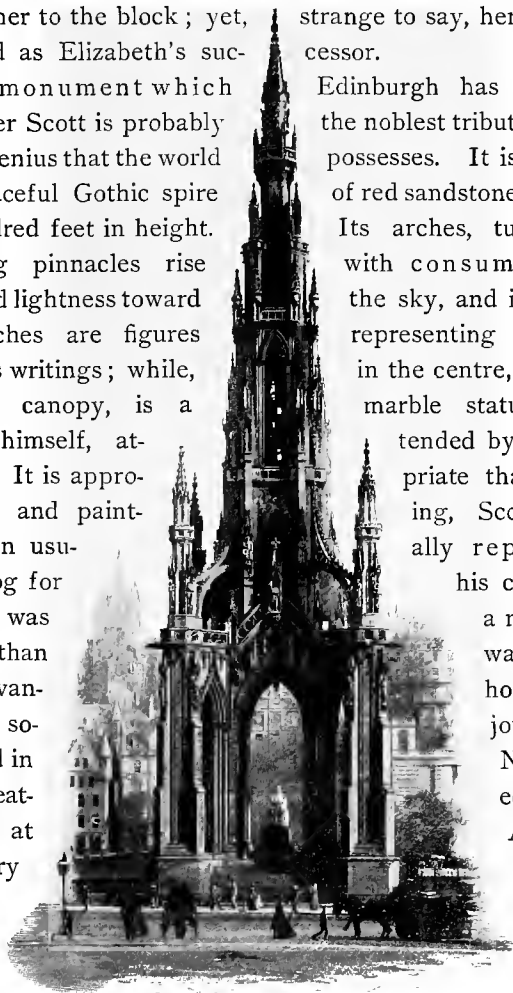 her to the block ; yet, strange to say, her
d as Elizabeth's suc- cessor.
monument which Edinburgh has
er Scott is probably the noblest tribut
enius that the world possesses. It is
aceful Gothic spire of red sandstone
dred feet in height. Its arches, tu
g pinnacles rise with consum
d lightness toward the sky, and i
ches are figures representing
s writings ; while, in the centre,
canopy, is a marble statu
himself, at- tended by
It is appro- priate tha
and paint- ing, Sco
n usu- ally rep
og for his c
was a
than wa
van- ho
so- jo
d in N
eat- e
at
ry